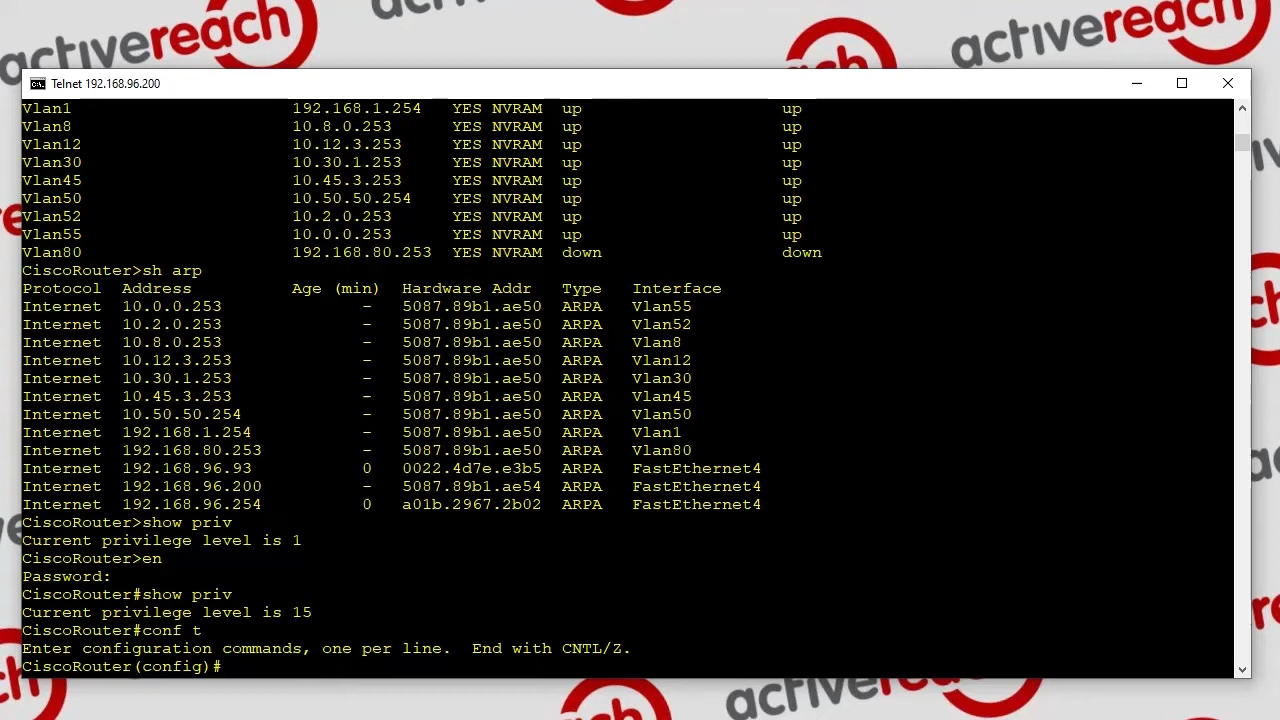 activereach
activereach
Telnet 192.168.96.200
Vlan1 192.168.1.254 YES NVRAM up up
Vlan8 10.8.0.253 YES NVRAM up up
Vlan12 10.12.3.253 YES NVRAM up up
Vlan30 10.30.1.253 YES NVRAM up up
Vlan45 10.45.3.253 YES NVRAM up up
Vlan50 10.50.50.254 YES NVRAM up up
Vlan52 10.2.0.253 YES NVRAM up up
Vlan55 10.0.0.253 YES NVRAM up up
Vlan80 192.168.80.253 YES NVRAM down down
CiscoRouter>sh arp
Protocol Address Age (min) Hardware Addr Type Interface
Internet 10.0.0.253 - 5087.89b1.ae50 ARPA Vlan55
Internet 10.2.0.253 - 5087.89b1.ae50 ARPA Vlan52
Internet 10.8.0.253 - 5087.89b1.ae50 ARPA Vlan8
Internet 10.12.3.253 - 5087.89b1.ae50 ARPA Vlan12
Internet 10.30.1.253 - 5087.89b1.ae50 ARPA Vlan30
Internet 10.45.3.253 - 5087.89b1.ae50 ARPA Vlan45
Internet 10.50.50.254 - 5087.89b1.ae50 ARPA Vlan50
Internet 192.168.1.254 - 5087.89b1.ae50 ARPA Vlan1
Internet 192.168.80.253 - 5087.89b1.ae50 ARPA Vlan80
Internet 192.168.96.93 0 0022.4d7e.e3b5 ARPA FastEthernet4
Internet 192.168.96.200 - 5087.89b1.ae54 ARPA FastEthernet4
Internet 192.168.96.254 0 a01b.2967.2b02 ARPA FastEthernet4
CiscoRouter>show priv
Current privilege level is 1
CiscoRouter>en
Password:
CiscoRouter#show priv
Current privilege level is 15
CiscoRouter#conf t
Enter configuration commands, one per line. End with CNTL/Z.
CiscoRouter(config)#
activereach